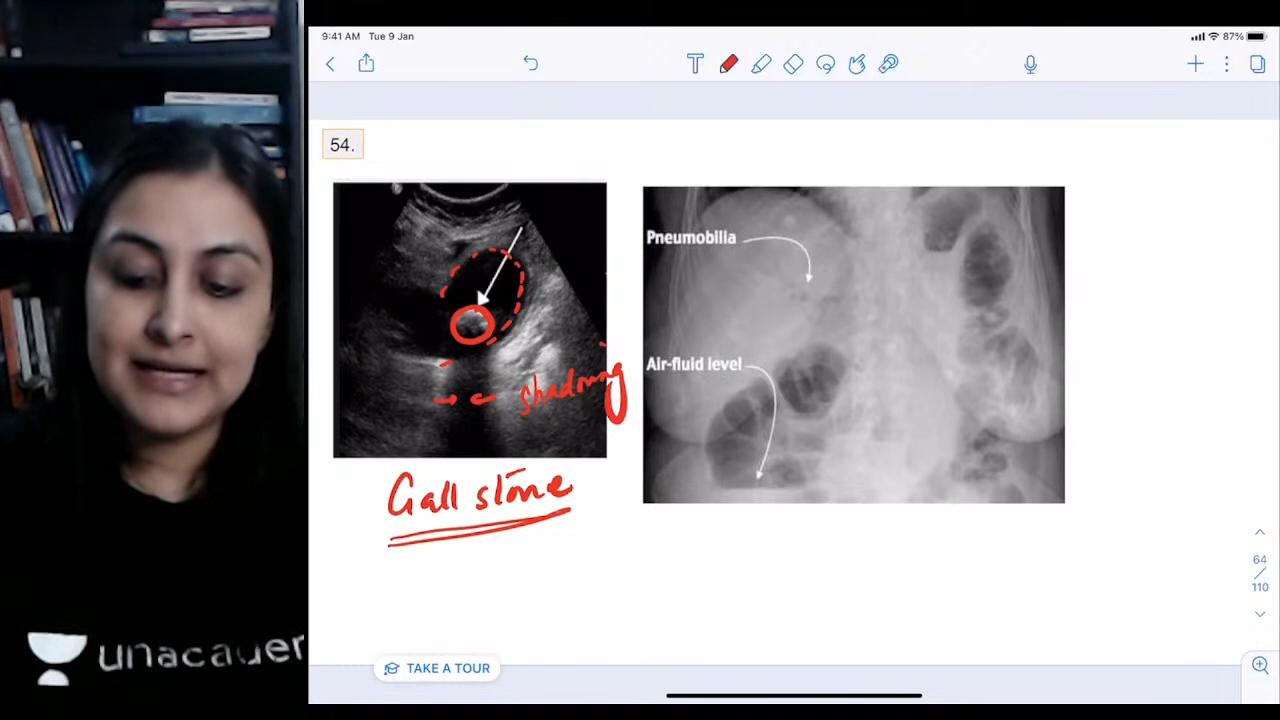 9:41 AM Tue 9 Jan
87%
54.
Pneumobilia
Air-fluid level
shadowing
Gall stone
64
110
TAKE A TOUR
unacademy